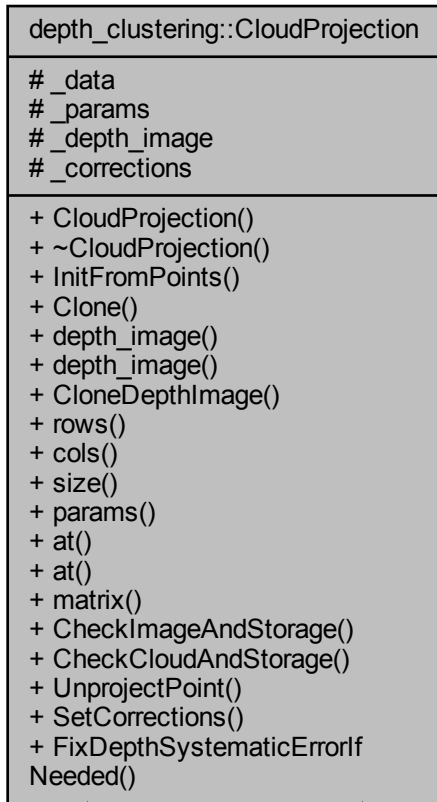 depth_clustering::CloudProjection
# _data
# _params
# _depth_image
# _corrections
+ CloudProjection()
+ ~CloudProjection()
+ InitFromPoints()
+ Clone()
+ depth_image()
+ depth_image()
+ CloneDepthImage()
+ rows()
+ cols()
+ size()
+ params()
+ at()
+ at()
+ matrix()
+ CheckImageAndStorage()
+ CheckCloudAndStorage()
+ UnprojectPoint()
+ SetCorrections()
+ FixDepthSystematicErrorIf
Needed()